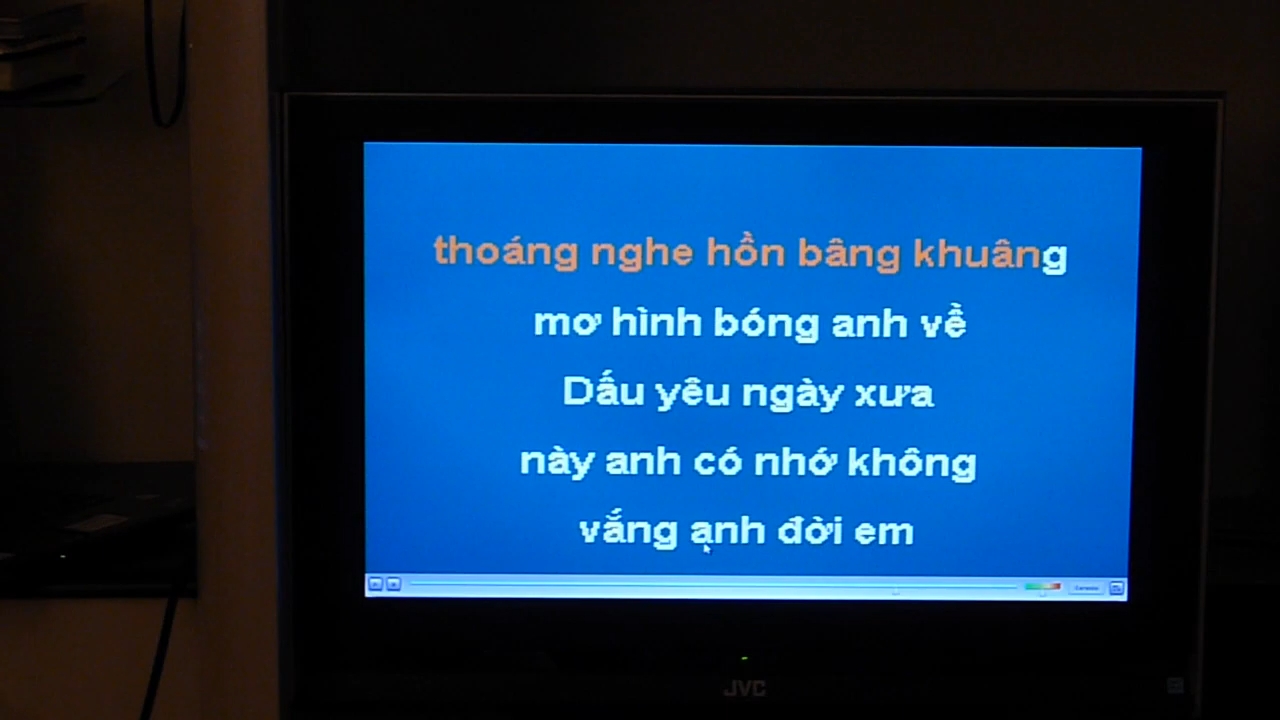 thoáng nghe hồn bâng khuâng
mơ hình bóng anh về
Dấu yêu ngày xưa
này anh có nhớ không
vắng anh đời em
JVC